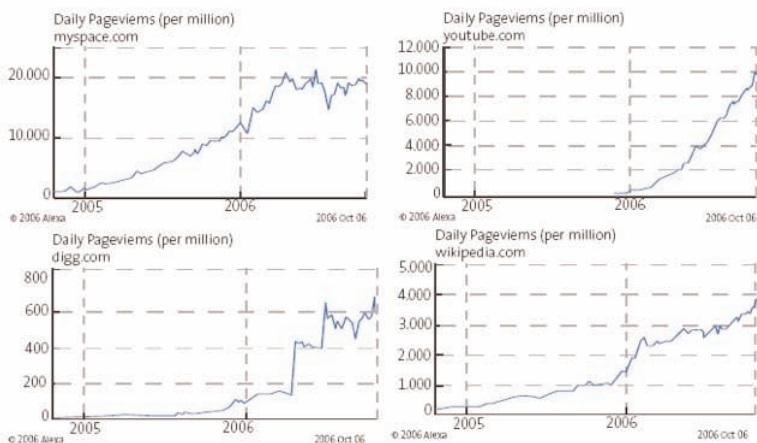 Daily Pageviems (per million)
myspace.com
20.000
10.000
0
2005
2006
© 2006 Alexa
2006 Oct 06
Daily Pageviems (per million)
youtube.com
12.000
10.000
8.000
6.000
4.000
2.000
0
2005
2006
© 2006 Alexa
2006 Oct 06
Daily Pageviems (per million)
digg.com
800
600
400
200
0
2005
2006
© 2006 Alexa
2006 Oct 06
Daily Pageviems (per million)
wikipedia.com
5.000
4.000
3.000
2.000
1.000
0
2005
2006
© 2006 Alexa
2006 Oct 06